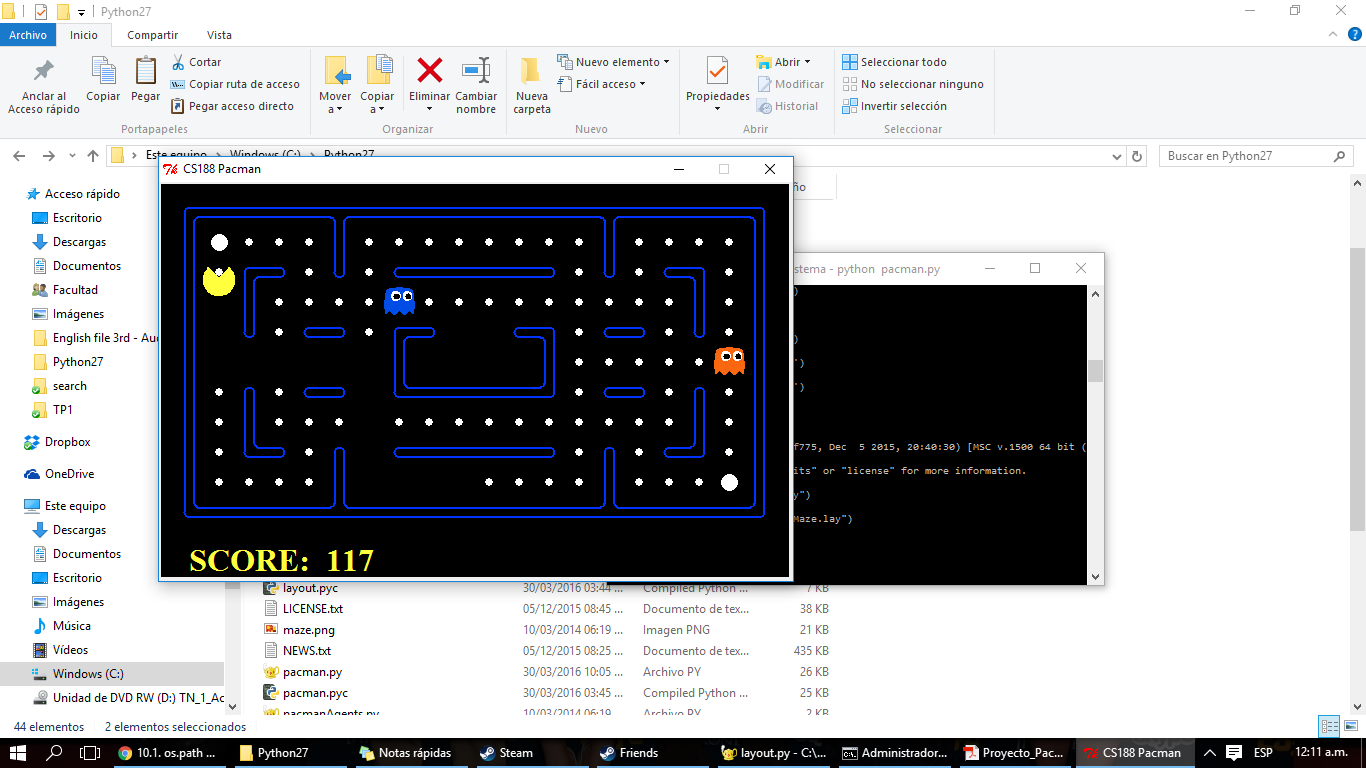 Python27
Archivo Inicio Compartir Vista
Anclar al Acceso rápido
Copiar
Pegar
Cortar
Copiar ruta de acceso
Pegar acceso directo
Portapapeles
Mover a
Copiar a
Eliminar
Cambiar nombre
Organizar
Nueva carpeta
Nuevo elemento
Fácil acceso
Nuevo
Propiedades
Abrir
Modificar
Historial
Abrir
Seleccionar todo
No seleccionar ninguno
Invertir selección
Seleccionar
Este equipo Windows (C:) Python27
Buscar en Python27
Acceso rápido
Escritorio
Descargas
Documentos
Facultad
Imágenes
English file 3rd - Au
Python27
search
TP1
Dropbox
OneDrive
Este equipo
Descargas
Documentos
Escritorio
Imágenes
Música
Vídeos
Windows (C:)
Unidad de DVD RW (D:) TN_1_Ac
CS188 Pacman
SCORE: 117
ño
stema - python pacman.py
)
)
')
')
f775, Dec 5 2015, 20:40:30) [MSC v.1500 64 bit (
its" or "license" for more information.
y")
Maze.lay")
layout.pyc 30/03/2016 03:44 ... Compiled Python ... 7 KB
LICENSE.txt 05/12/2015 08:45 ... Documento de tex... 38 KB
maze.png 10/03/2014 06:19 ... Imagen PNG 21 KB
NEWS.txt 05/12/2015 08:25 ... Documento de tex... 435 KB
pacman.py 30/03/2016 10:05 ... Archivo PY 26 KB
pacman.pyc 30/03/2016 03:45 ... Compiled Python ... 25 KB
pacmanAgents.py 10/03/2014 06:19 ... Archivo PY 2 KB
44 elementos 2 elementos seleccionados
10.1. os.path ...
Python27
Notas rápidas
Steam
Friends
layout.py - C:\...
Administrador...
Proyecto_Pac...
CS188 Pacman
ESP
12:11 a.m.